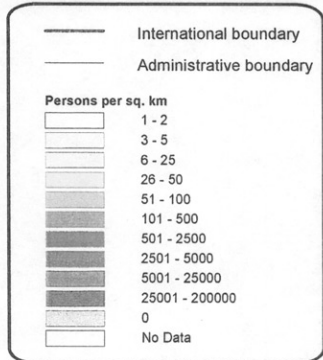 International boundary
Administrative boundary
Persons per sq. km
1 - 2
3 - 5
6 - 25
26 - 50
51 - 100
101 - 500
501 - 2500
2501 - 5000
5001 - 25000
25001 - 200000
0
No Data